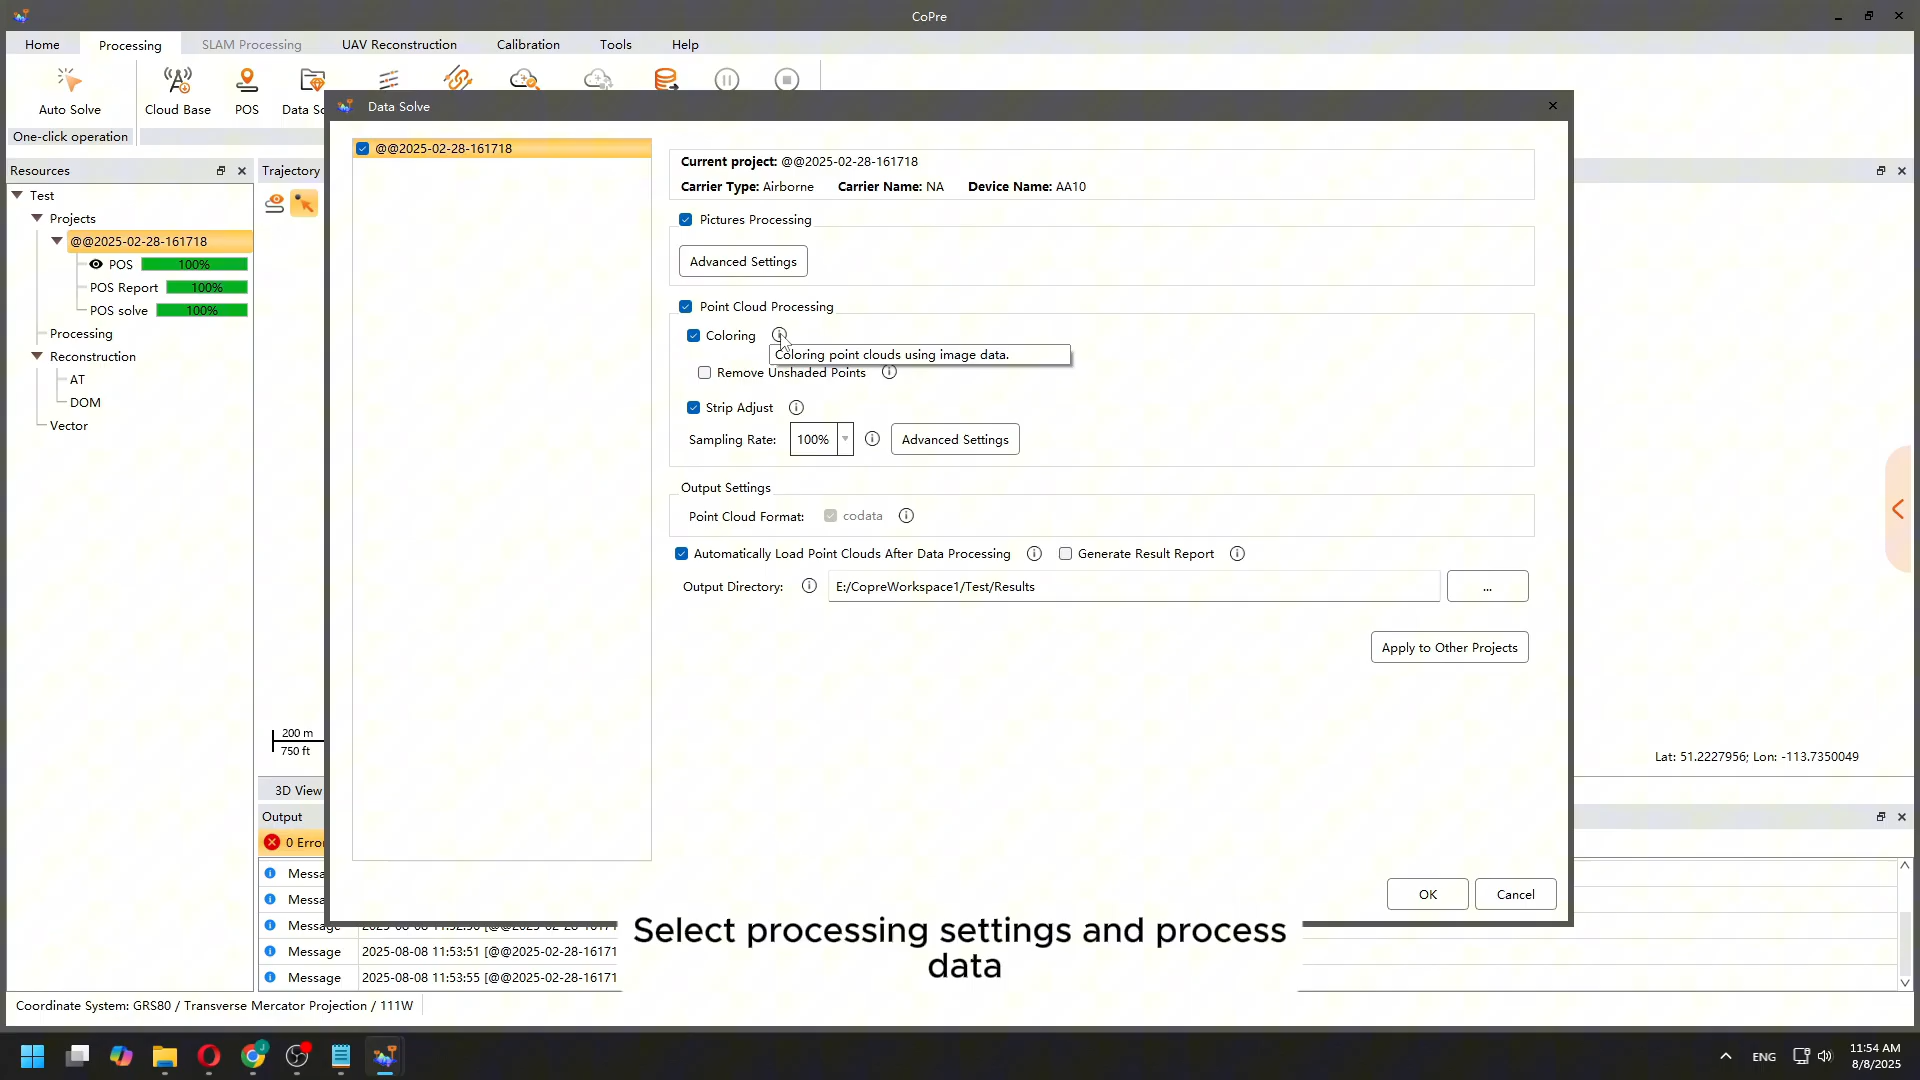 CoPre
Home
Processing
SLAM Processing
UAV Reconstruction
Calibration
Tools
Help
Auto Solve
Cloud Base
POS
Data So
One-click operation
Data Solve
Resources
Test
Projects
@@2025-02-28-161718
POS 100%
POS Report 100%
POS solve 100%
Processing
Reconstruction
AT
DOM
Vector
Trajectory
@@2025-02-28-161718
Current project: @@2025-02-28-161718
Carrier Type: Airborne Carrier Name: NA Device Name: AA10
Pictures Processing
Advanced Settings
Point Cloud Processing
Coloring
Coloring point clouds using image data.
Remove Unshaded Points
Strip Adjust
Sampling Rate: 100% Advanced Settings
Output Settings
Point Cloud Format: codata
Automatically Load Point Clouds After Data Processing Generate Result Report
Output Directory: E:/CopreWorkspace1/Test/Results ...
Apply to Other Projects
OK Cancel
200 m
750 ft
Lat: 51.2227956; Lon: -113.7350049
3D View
Output
0 Erro
Messa
Messa
Message
Message 2025-08-08 11:53:51 [@@2025-02-28-16171
Message 2025-08-08 11:53:55 [@@2025-02-28-16171
Select processing settings and process
data
Coordinate System: GRS80 / Transverse Mercator Projection / 111W
ENG
11:54 AM
8/8/2025